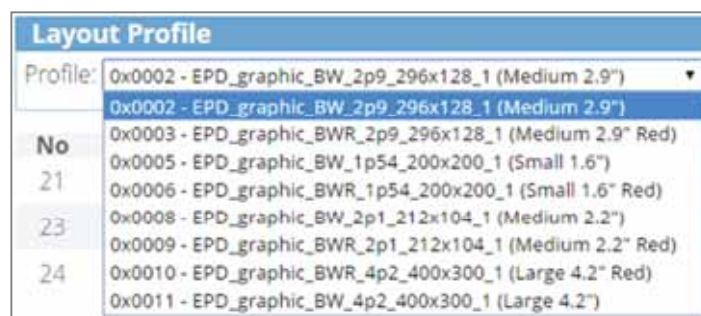 Layout Profile
Profile: 0x0002 - EPD_graphic_BW_2p9_296x128_1 (Medium 2.9")
0x0002 - EPD_graphic_BW_2p9_296x128_1 (Medium 2.9")
0x0003 - EPD_graphic_BWR_2p9_296x128_1 (Medium 2.9" Red)
No
0x0005 - EPD_graphic_BW_1p54_200x200_1 (Small 1.6")
21
0x0006 - EPD_graphic_BWR_1p54_200x200_1 (Small 1.6" Red)
23
0x0008 - EPD_graphic_BW_2p1_212x104_1 (Medium 2.2")
0x0009 - EPD_graphic_BWR_2p1_212x104_1 (Medium 2.2" Red)
24
0x0010 - EPD_graphic_BWR_4p2_400x300_1 (Large 4.2" Red)
0x0011 - EPD_graphic_BW_4p2_400x300_1 (Large 4.2")